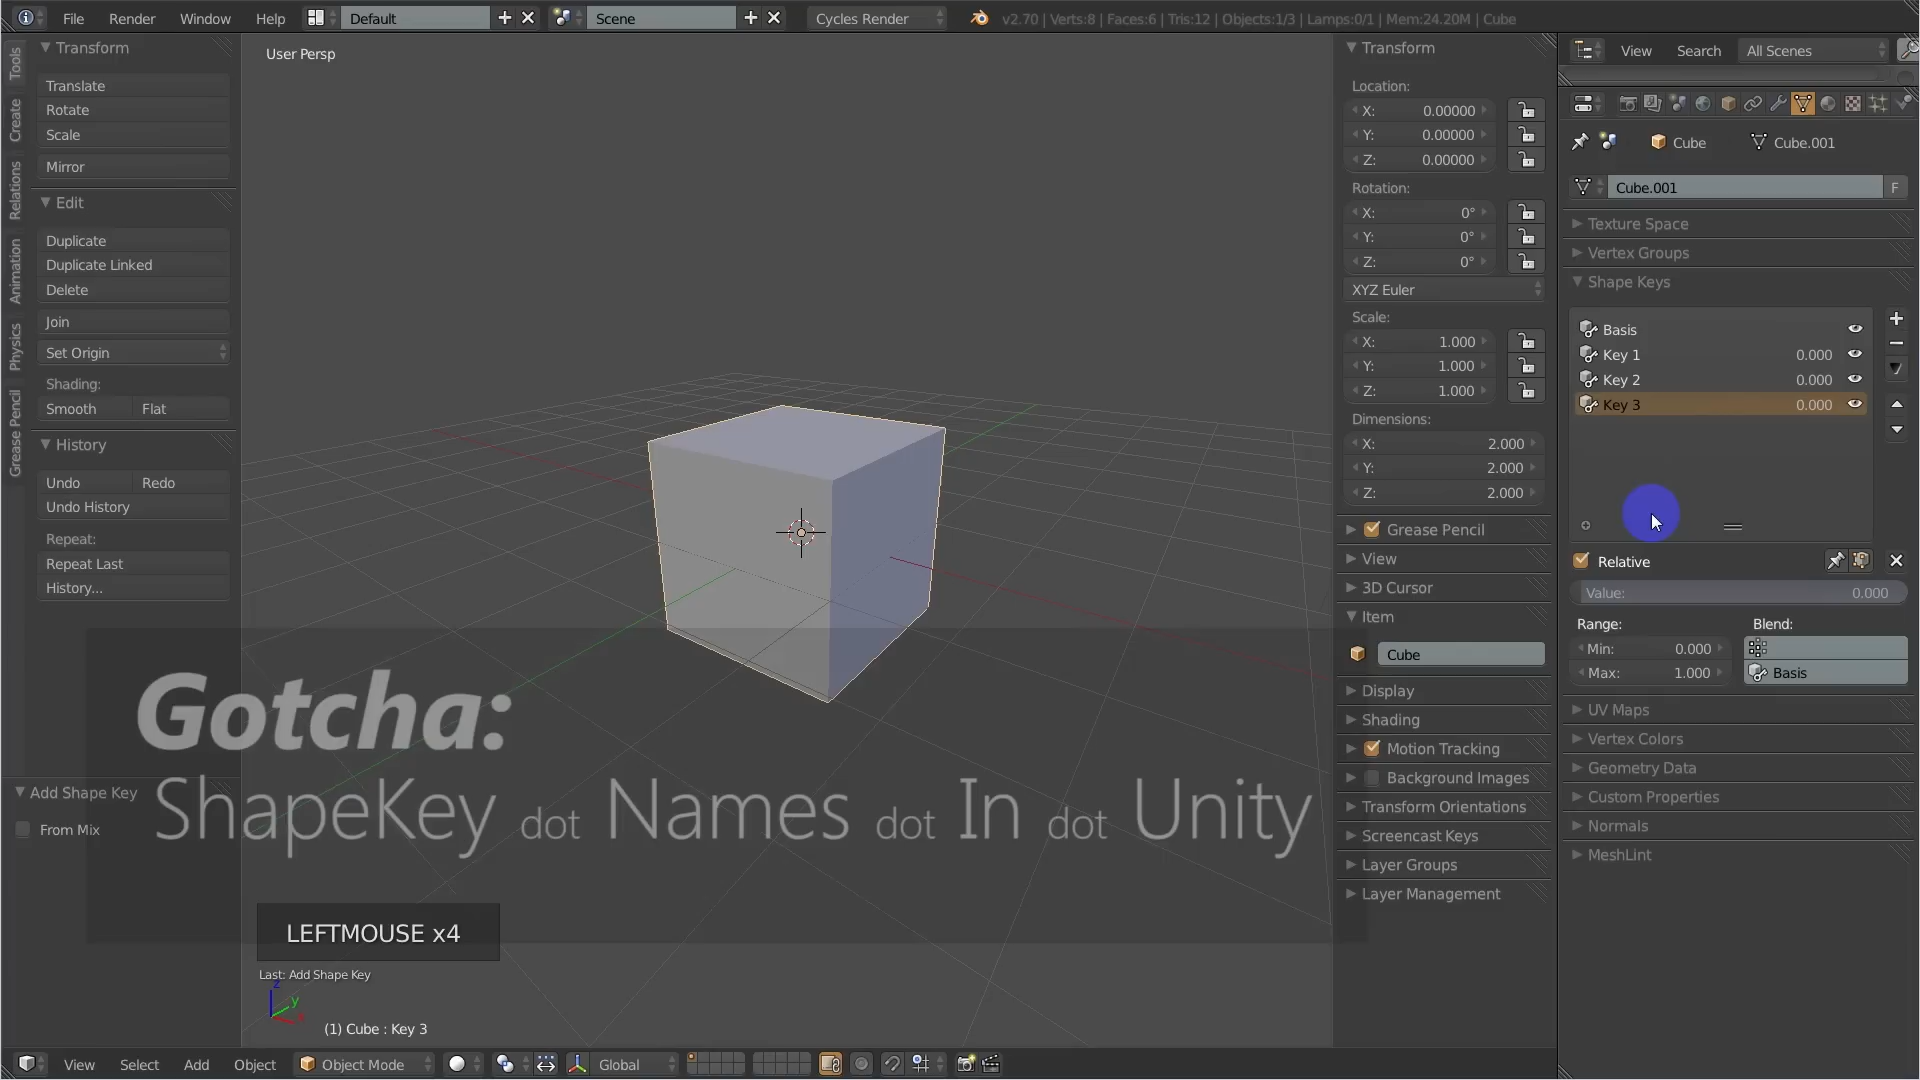 File Render Window Help Default Scene Cycles Render v2.70 | Verts:8 | Faces:6 | Tris:12 | Objects:1/3 | Lamps:0/1 | Mem:24.20M | Cube
Tools
Create
Relations
Animation
Physics
Grease Pencil
Transform
Translate
Rotate
Scale
Mirror
Edit
Duplicate
Duplicate Linked
Delete
Join
Set Origin
Shading:
Smooth Flat
History
Undo Redo
Undo History
Repeat:
Repeat Last
History...
Add Shape Key
From Mix
User Persp
Gotcha:
ShapeKey dot Names dot In dot Unity
LEFTMOUSE x4
Last: Add Shape Key
z
y
x
(1) Cube : Key 3
View Select Add Object Object Mode Global
Transform
Location:
X: 0.00000
Y: 0.00000
Z: 0.00000
Rotation:
X: 0°
Y: 0°
Z: 0°
XYZ Euler
Scale:
X: 1.000
Y: 1.000
Z: 1.000
Dimensions:
X: 2.000
Y: 2.000
Z: 2.000
Grease Pencil
View
3D Cursor
Item
Cube
Display
Shading
Motion Tracking
Background Images
Transform Orientations
Screencast Keys
Layer Groups
Layer Management
View Search All Scenes
Cube Cube.001
Cube.001 F
Texture Space
Vertex Groups
Shape Keys
Basis
Key 1 0.000
Key 2 0.000
Key 3 0.000
Relative
Value: 0.000
Range: Blend:
Min: 0.000
Max: 1.000 Basis
UV Maps
Vertex Colors
Geometry Data
Custom Properties
Normals
MeshLint